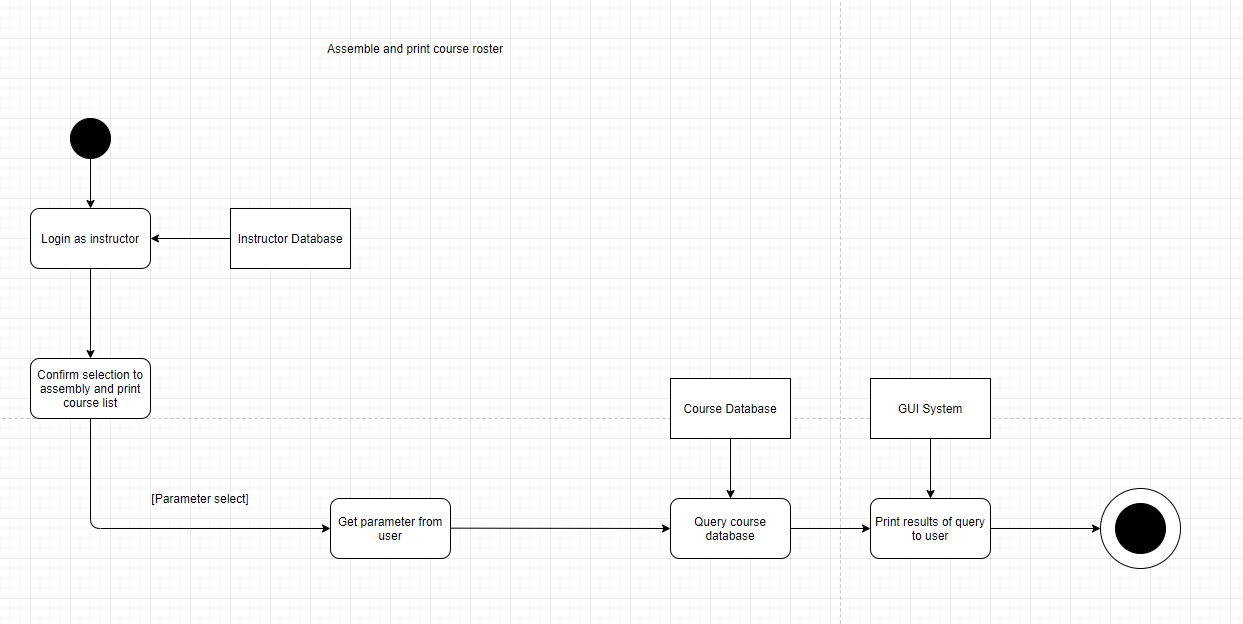 Assemble and print course roster
Login as instructor
Instructor Database
Confirm selection to
assembly and print
course list
Course Database
GUI System
[Parameter select]
Get parameter from
user
Query course
database
Print results of query
to user